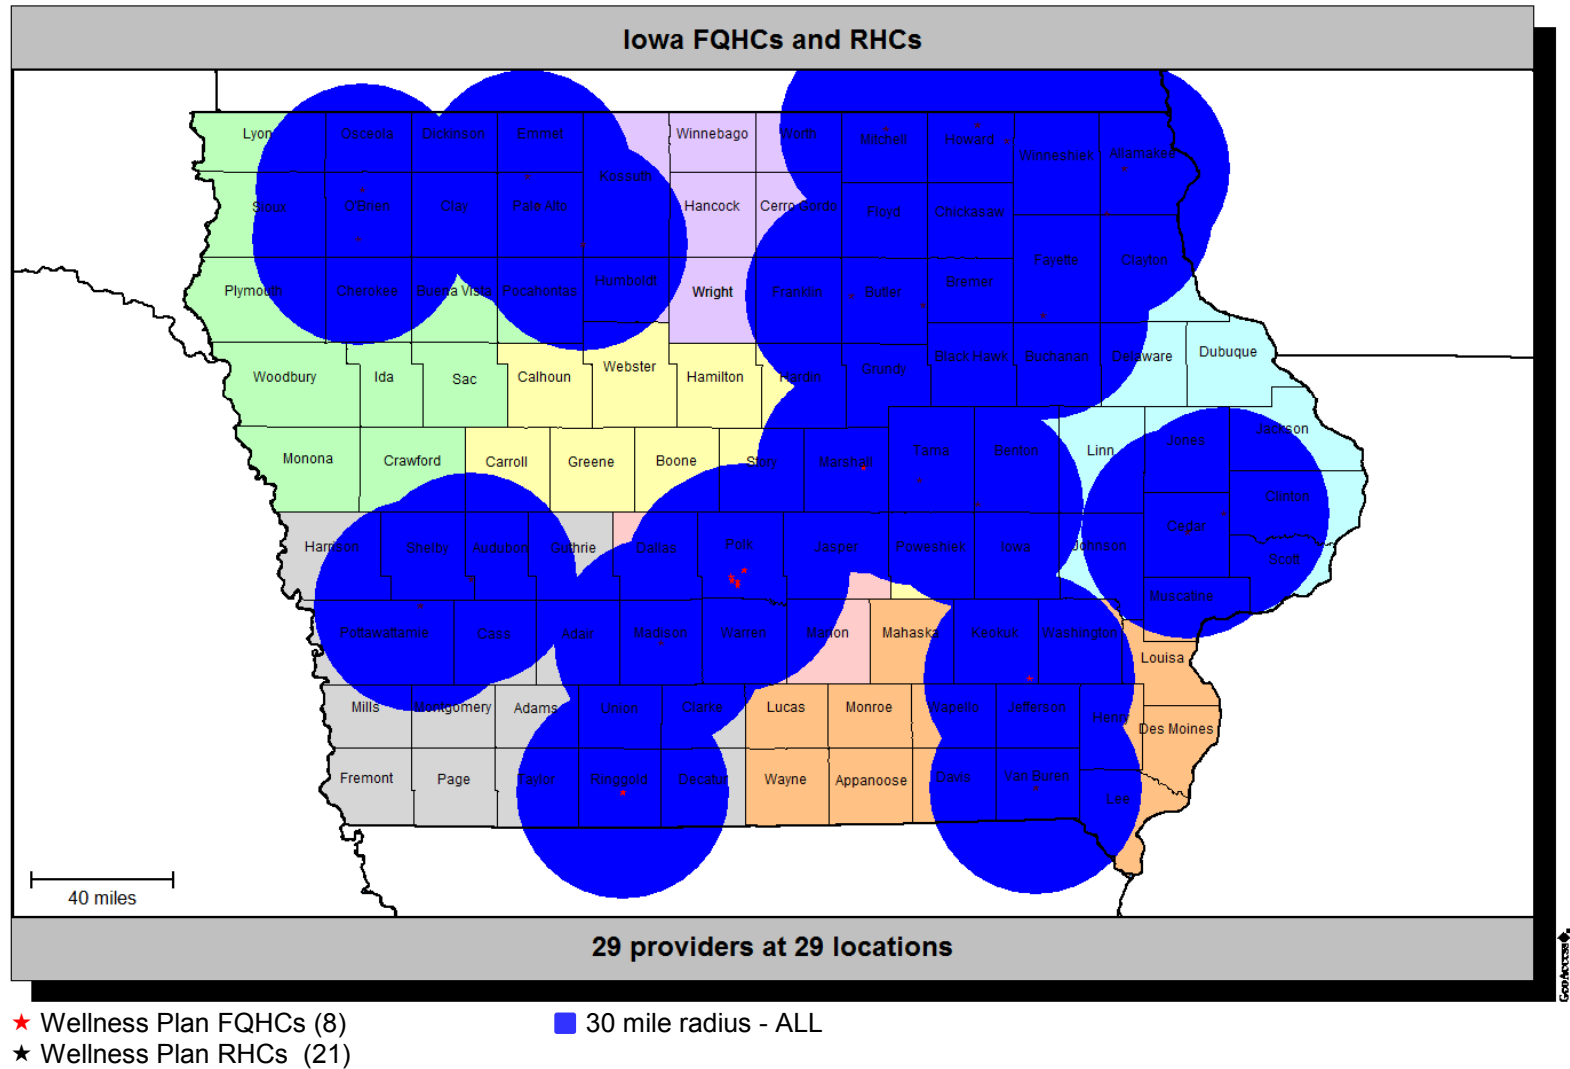 Iowa FQHCs and RHCs
Lyon Osceola Dickinson Emmet Winnebago Worth Mitchell Howard Winneshiek Allamakee
Kossuth
Sioux O'Brien Clay Palo Alto Hancock Cerro Gordo Floyd Chickasaw
Fayette Clayton
Plymouth Cherokee Buena Vista Pocahontas Humboldt Wright Franklin Butler Bremer
Woodbury Ida Sac Calhoun Webster Hamilton Hardin Grundy Black Hawk Buchanan Delaware Dubuque
Monona Crawford Carroll Greene Boone Story Marshall Tama Benton Linn Jones Jackson
Clinton
Harrison Shelby Audubon Guthrie Dallas Polk Jasper Poweshiek Iowa Johnson Cedar
Scott
Muscatine
Pottawattamie Cass Adair Madison Warren Marion Mahaska Keokuk Washington
Louisa
Mills Montgomery Adams Union Clarke Lucas Monroe Wapello Jefferson Henry
Des Moines
Fremont Page Taylor Ringgold Decatur Wayne Appanoose Davis Van Buren
Lee
40 miles
29 providers at 29 locations
GeoAccess
Wellness Plan FQHCs (8) 30 mile radius - ALL
Wellness Plan RHCs (21)